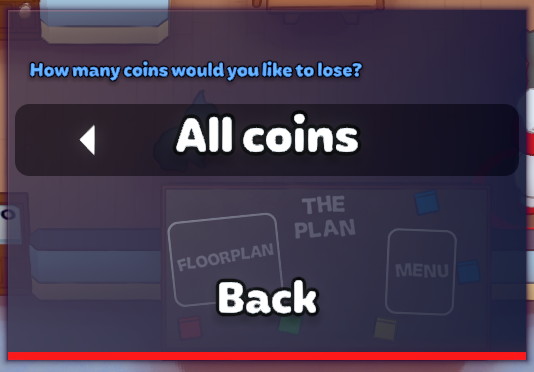 How many coins would you like to lose?
All coins
THE
PLAN
FLOORPLAN
MENU
Back